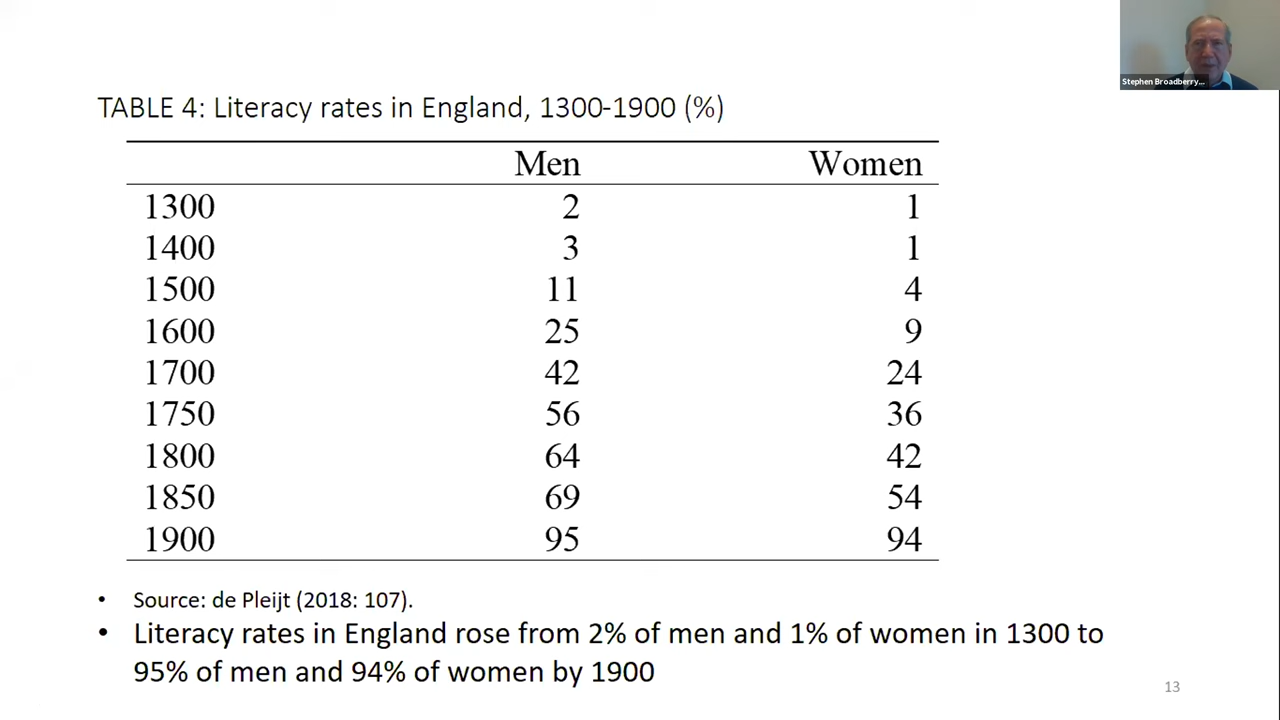 Stephen Broadberry...
TABLE 4: Literacy rates in England, 1300-1900 (%)
Men Women
1300 2 1
1400 3 1
1500 11 4
1600 25 9
1700 42 24
1750 56 36
1800 64 42
1850 69 54
1900 95 94
• Source: de Pleijt (2018: 107).
• Literacy rates in England rose from 2% of men and 1% of women in 1300 to
95% of men and 94% of women by 1900
13